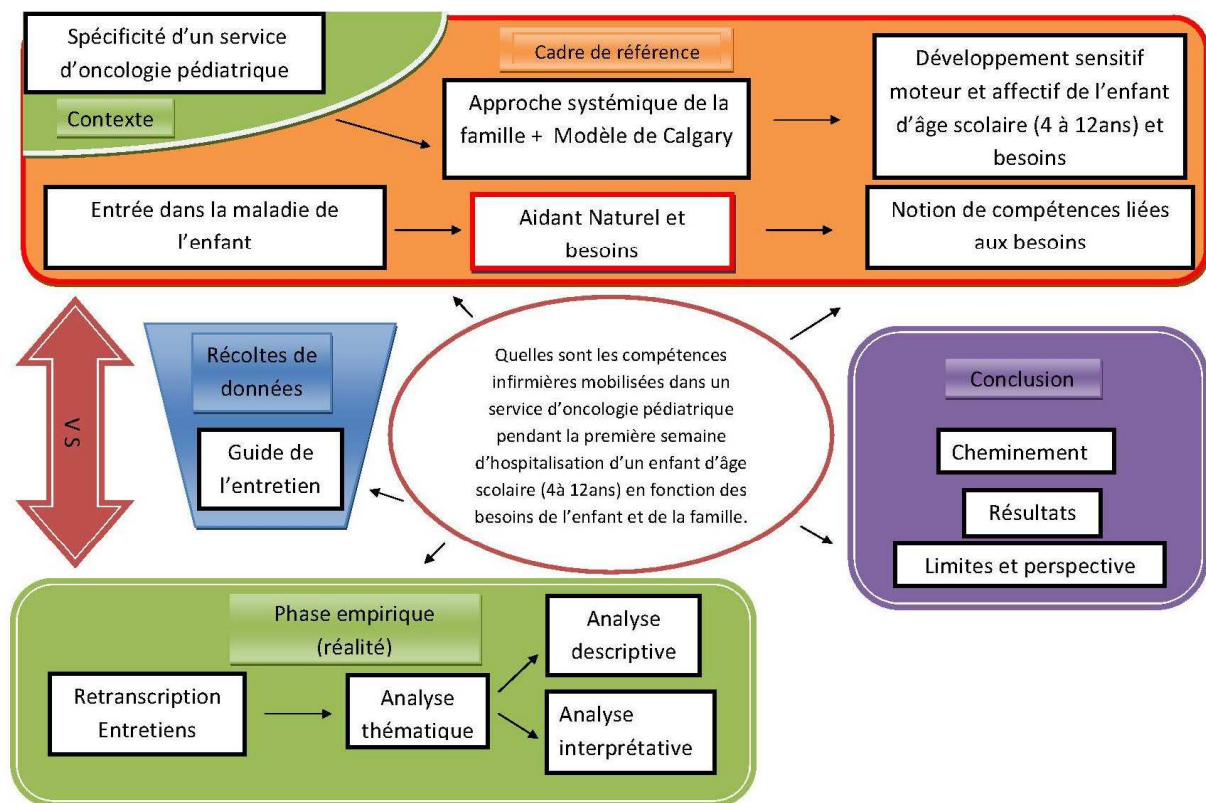 Spécificité d'un service
d'oncologie pédiatrique
Contexte
Cadre de référence
Approche systémique de la
famille + Modèle de Calgary
Développement sensitif
moteur et affectif de l'enfant
d'âge scolaire (4 à 12ans) et
besoins
Entrée dans la maladie de
l'enfant
Aidant Naturel et
besoins
Notion de compétences liées
aux besoins
VS
Récoltes de
données
Guide de
l'entretien
Quelles sont les compétences
infirmières mobilisées dans un
service d'oncologie pédiatrique
pendant la première semaine
d'hospitalisation d'un enfant d'âge
scolaire (4à 12ans) en fonction des
besoins de l'enfant et de la famille.
Conclusion
Cheminement
Résultats
Limites et perspective
Phase empirique
(réalité)
Retranscription
Entretiens
Analyse
thématique
Analyse
descriptive
Analyse
interprétative